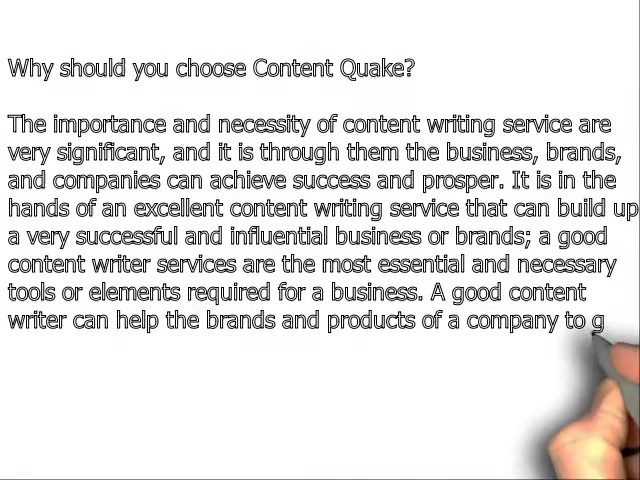 Why should you choose Content Quake?
The importance and necessity of content writing service are
very significant, and it is through them the business, brands,
and companies can achieve success and prosper. It is in the
hands of an excellent content writing service that can build up
a very successful and influential business or brands; a good
content writer services are the most essential and necessary
tools or elements required for a business. A good content
writer can help the brands and products of a company to g